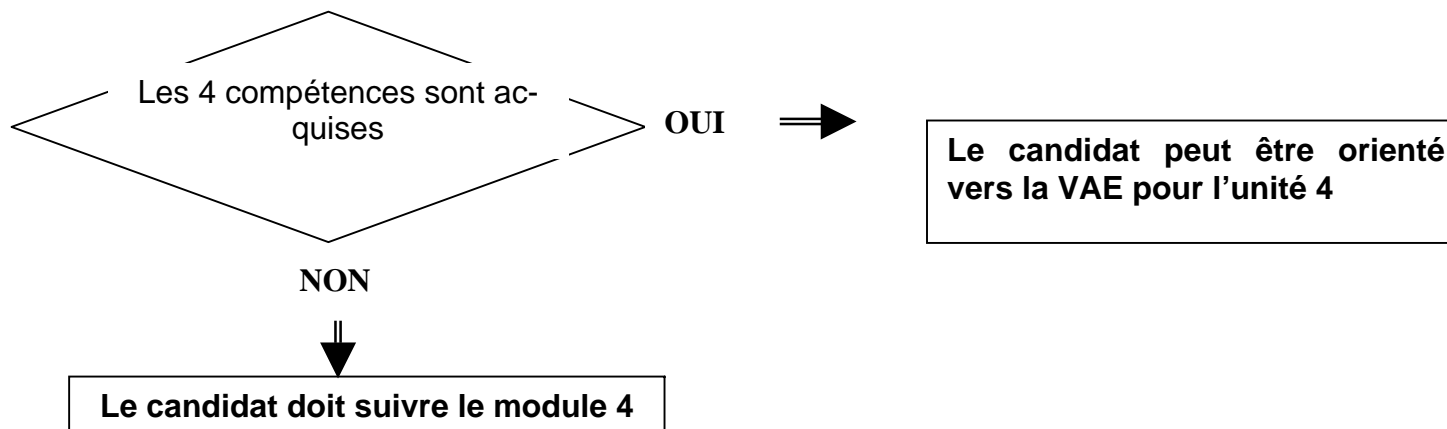 Les 4 compétences sont ac-
quises
OUI
Le candidat peut être orienté
vers la VAE pour l’unité 4
NON
Le candidat doit suivre le module 4